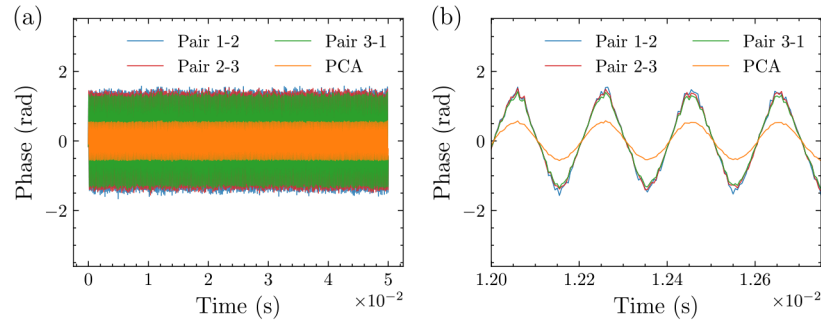 (a)
Pair 1-2 Pair 3-1
Pair 2-3 PCA
Phase (rad)
2
0
−2
0 1 2 3 4 5
Time (s) ×10−2
(b)
Pair 1-2 Pair 3-1
Pair 2-3 PCA
Phase (rad)
2
0
−2
1.20 1.22 1.24 1.26
Time (s) ×10−2